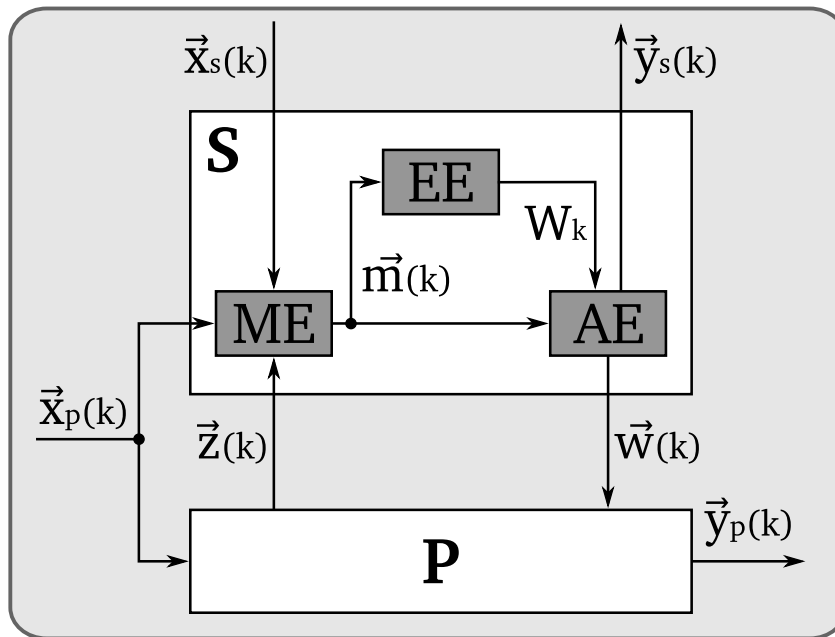 x⃗s(k)
y⃗s(k)
S
EE
Wk
m⃗(k)
ME
AE
x⃗p(k)
z⃗(k)
w⃗(k)
y⃗p(k)
P